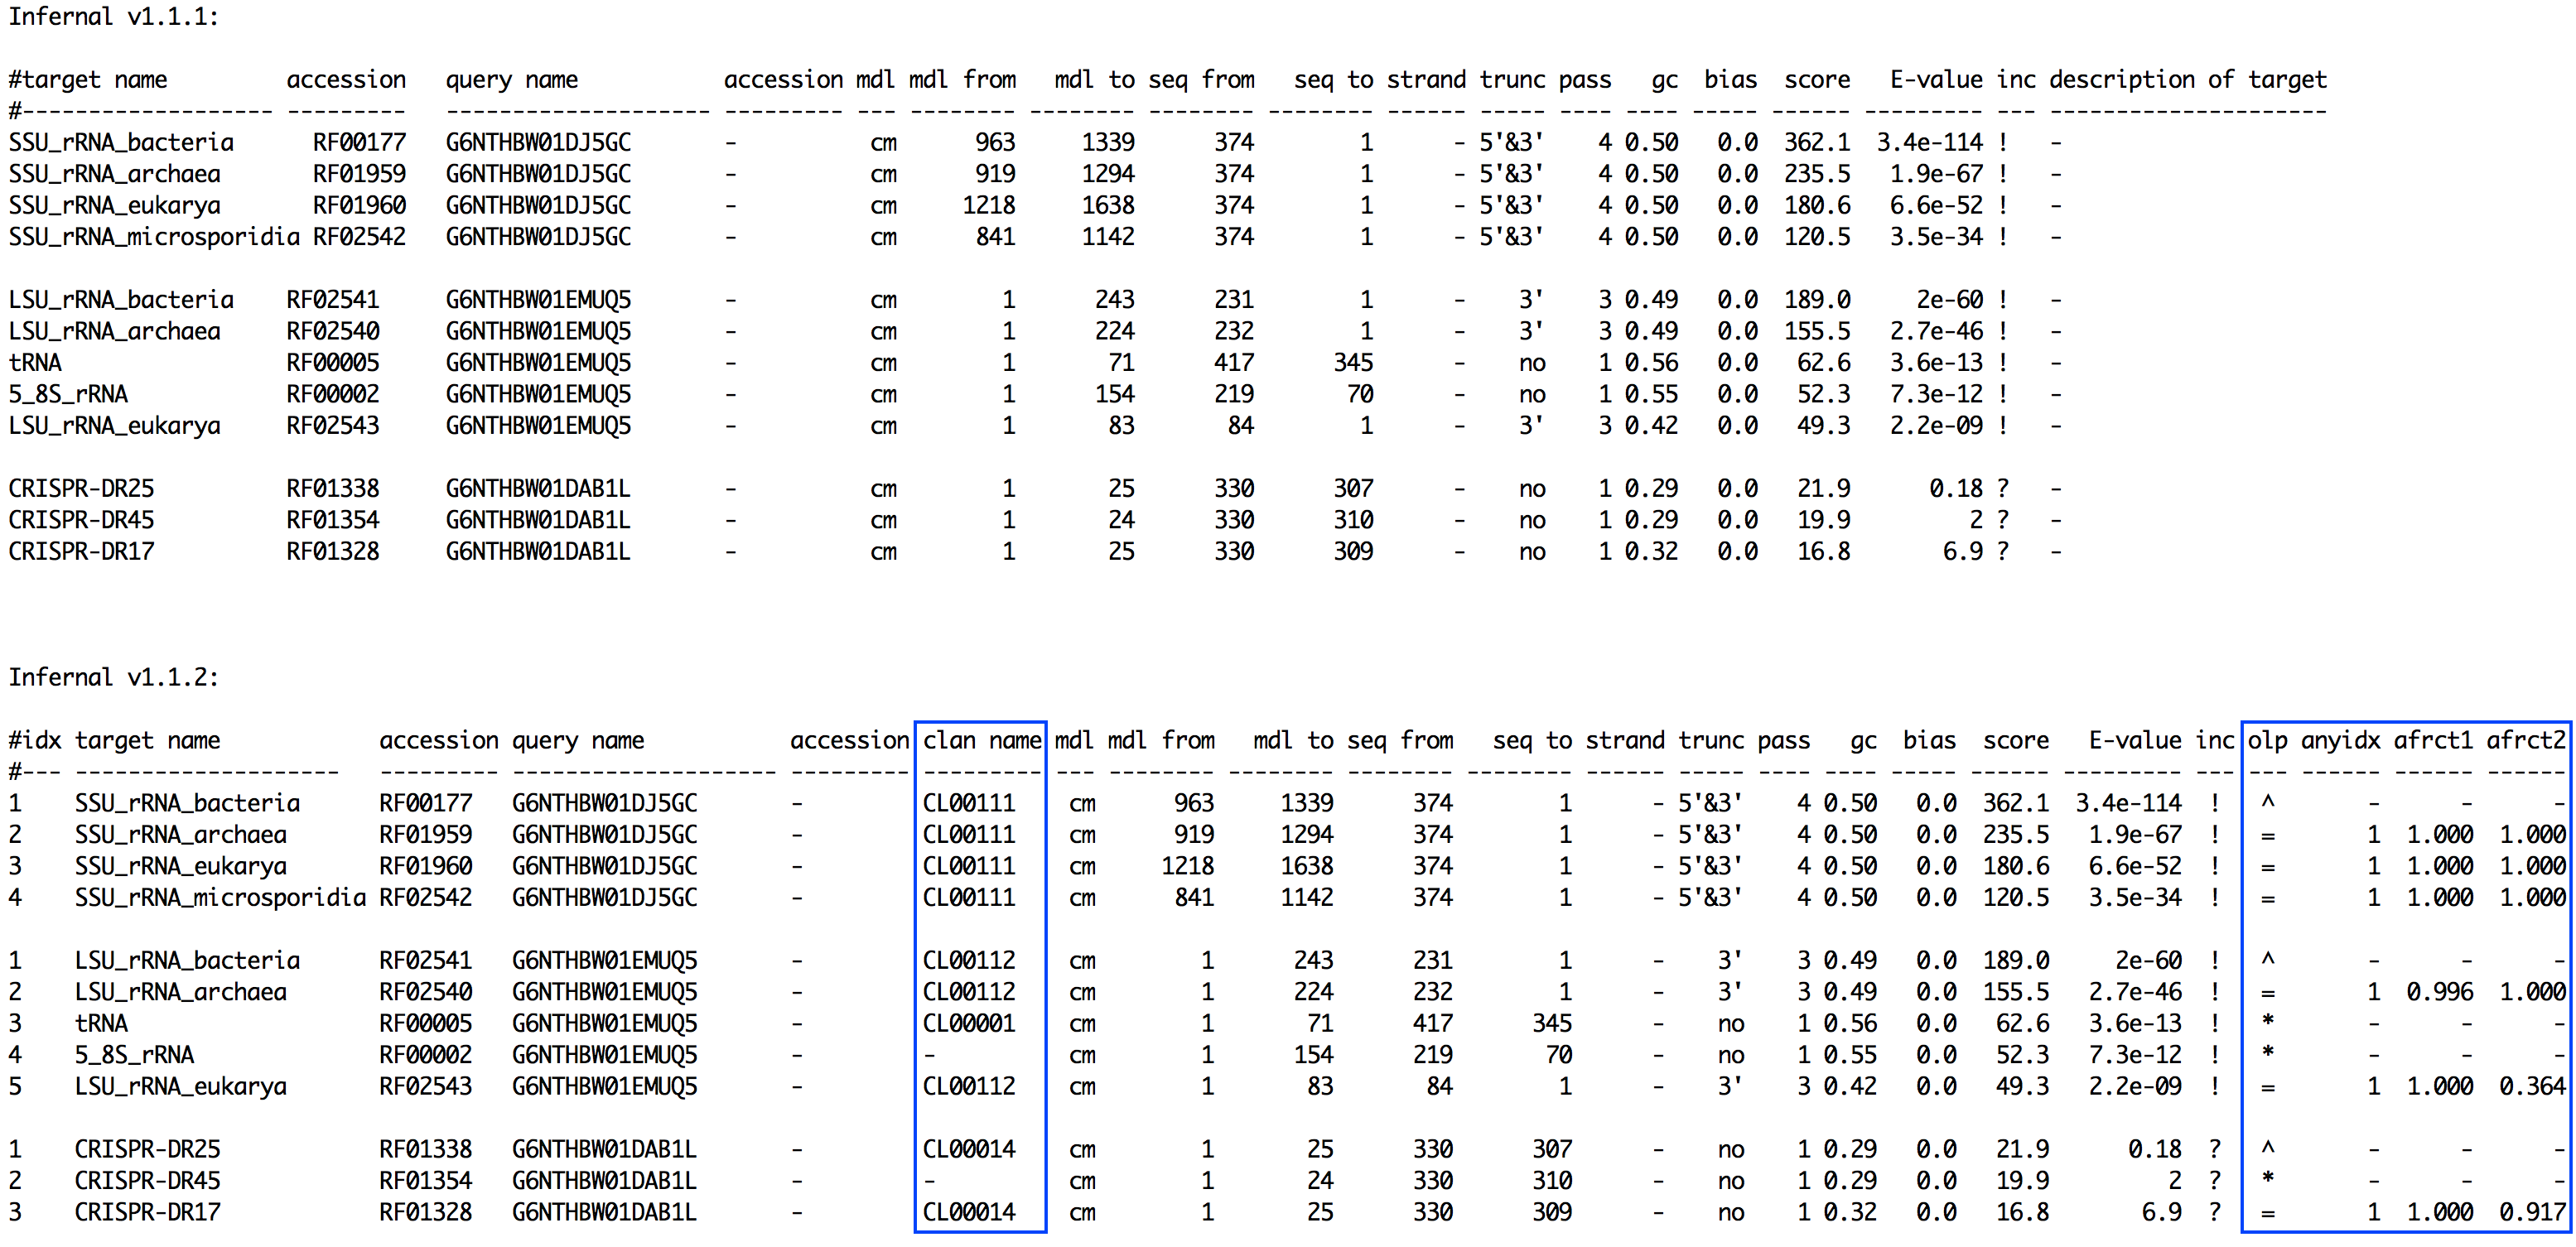 Infernal v1.1.1:
#target name accession query name accession mdl mdl from mdl to seq from seq to strand trunc pass gc bias score E-value inc description of target
#------------------- --------- -------------------- --------- --- -------- -------- -------- -------- ------ ----- ---- ---- ----- ------ --------- --- ---------------------
SSU_rRNA_bacteria RF00177 G6NTHBW01DJ5GC - cm 963 1339 374 1 - 5'&3' 4 0.50 0.0 362.1 3.4e-114 ! -
SSU_rRNA_archaea RF01959 G6NTHBW01DJ5GC - cm 919 1294 374 1 - 5'&3' 4 0.50 0.0 235.5 1.9e-67 ! -
SSU_rRNA_eukarya RF01960 G6NTHBW01DJ5GC - cm 1218 1638 374 1 - 5'&3' 4 0.50 0.0 180.6 6.6e-52 ! -
SSU_rRNA_microsporidia RF02542 G6NTHBW01DJ5GC - cm 841 1142 374 1 - 5'&3' 4 0.50 0.0 120.5 3.5e-34 ! -
LSU_rRNA_bacteria RF02541 G6NTHBW01EMUQ5 - cm 1 243 231 1 - 3' 3 0.49 0.0 189.0 2e-60 ! -
LSU_rRNA_archaea RF02540 G6NTHBW01EMUQ5 - cm 1 224 232 1 - 3' 3 0.49 0.0 155.5 2.7e-46 ! -
tRNA RF00005 G6NTHBW01EMUQ5 - cm 1 71 417 345 - no 1 0.56 0.0 62.6 3.6e-13 ! -
5_8S_rRNA RF00002 G6NTHBW01EMUQ5 - cm 1 154 219 70 - no 1 0.55 0.0 52.3 7.3e-12 ! -
LSU_rRNA_eukarya RF02543 G6NTHBW01EMUQ5 - cm 1 83 84 1 - 3' 3 0.42 0.0 49.3 2.2e-09 ! -
CRISPR-DR25 RF01338 G6NTHBW01DAB1L - cm 1 25 330 307 - no 1 0.29 0.0 21.9 0.18 ? -
CRISPR-DR45 RF01354 G6NTHBW01DAB1L - cm 1 24 330 310 - no 1 0.29 0.0 19.9 2 ? -
CRISPR-DR17 RF01328 G6NTHBW01DAB1L - cm 1 25 330 309 - no 1 0.32 0.0 16.8 6.9 ? -
Infernal v1.1.2:
#idx target name accession query name accession clan name mdl mdl from mdl to seq from seq to strand trunc pass gc bias score E-value inc olp anyidx afrct1 afrct2
#--- -------------------- --------- -------------------- --------- --------- --- -------- -------- -------- -------- ------ ----- ---- ---- ----- ------ --------- --- --- ------ ------ ------
1 SSU_rRNA_bacteria RF00177 G6NTHBW01DJ5GC - CL00111 cm 963 1339 374 1 - 5'&3' 4 0.50 0.0 362.1 3.4e-114 ! ^ - - -
2 SSU_rRNA_archaea RF01959 G6NTHBW01DJ5GC - CL00111 cm 919 1294 374 1 - 5'&3' 4 0.50 0.0 235.5 1.9e-67 ! = 1 1.000 1.000
3 SSU_rRNA_eukarya RF01960 G6NTHBW01DJ5GC - CL00111 cm 1218 1638 374 1 - 5'&3' 4 0.50 0.0 180.6 6.6e-52 ! = 1 1.000 1.000
4 SSU_rRNA_microsporidia RF02542 G6NTHBW01DJ5GC - CL00111 cm 841 1142 374 1 - 5'&3' 4 0.50 0.0 120.5 3.5e-34 ! = 1 1.000 1.000
1 LSU_rRNA_bacteria RF02541 G6NTHBW01EMUQ5 - CL00112 cm 1 243 231 1 - 3' 3 0.49 0.0 189.0 2e-60 ! ^ - - -
2 LSU_rRNA_archaea RF02540 G6NTHBW01EMUQ5 - CL00112 cm 1 224 232 1 - 3' 3 0.49 0.0 155.5 2.7e-46 ! = 1 0.996 1.000
3 tRNA RF00005 G6NTHBW01EMUQ5 - CL00001 cm 1 71 417 345 - no 1 0.56 0.0 62.6 3.6e-13 ! * - - -
4 5_8S_rRNA RF00002 G6NTHBW01EMUQ5 - - cm 1 154 219 70 - no 1 0.55 0.0 52.3 7.3e-12 ! * - - -
5 LSU_rRNA_eukarya RF02543 G6NTHBW01EMUQ5 - CL00112 cm 1 83 84 1 - 3' 3 0.42 0.0 49.3 2.2e-09 ! = 1 1.000 0.364
1 CRISPR-DR25 RF01338 G6NTHBW01DAB1L - CL00014 cm 1 25 330 307 - no 1 0.29 0.0 21.9 0.18 ? ^ - - -
2 CRISPR-DR45 RF01354 G6NTHBW01DAB1L - - cm 1 24 330 310 - no 1 0.29 0.0 19.9 2 ? * - - -
3 CRISPR-DR17 RF01328 G6NTHBW01DAB1L - CL00014 cm 1 25 330 309 - no 1 0.32 0.0 16.8 6.9 ? = 1 1.000 0.917